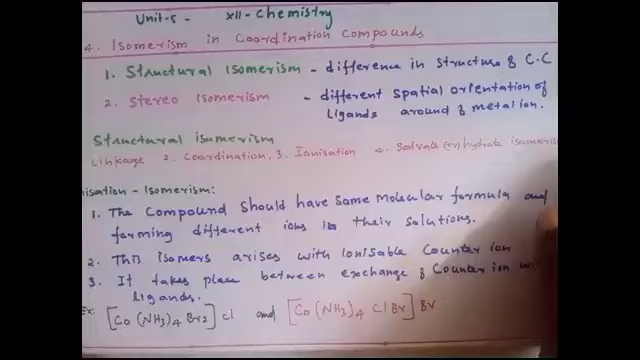 Unit-5 - XII - Chemistry
4. Isomerism in Coordination Compounds
1. Structural Isomerism - difference in structure of C.C
2. Stereo Isomerism - different spatial orientation of
ligands around of metal ion.
Structural isomerism
Linkage 2. Coordination. 3. Ionisation 4. Solvate (or) hydrate isomerism
nisation - Isomerism:
1. The Compound Should have Same Molecular formula and
forming different ions in their Solutions.
2. This isomers arises with Ionisable Counter ion
3. It takes place between exchange of Counter ion
ligands.
Ex. [Co(NH3)4 Br2] Cl and [Co(NH3)4 Cl Br] Br